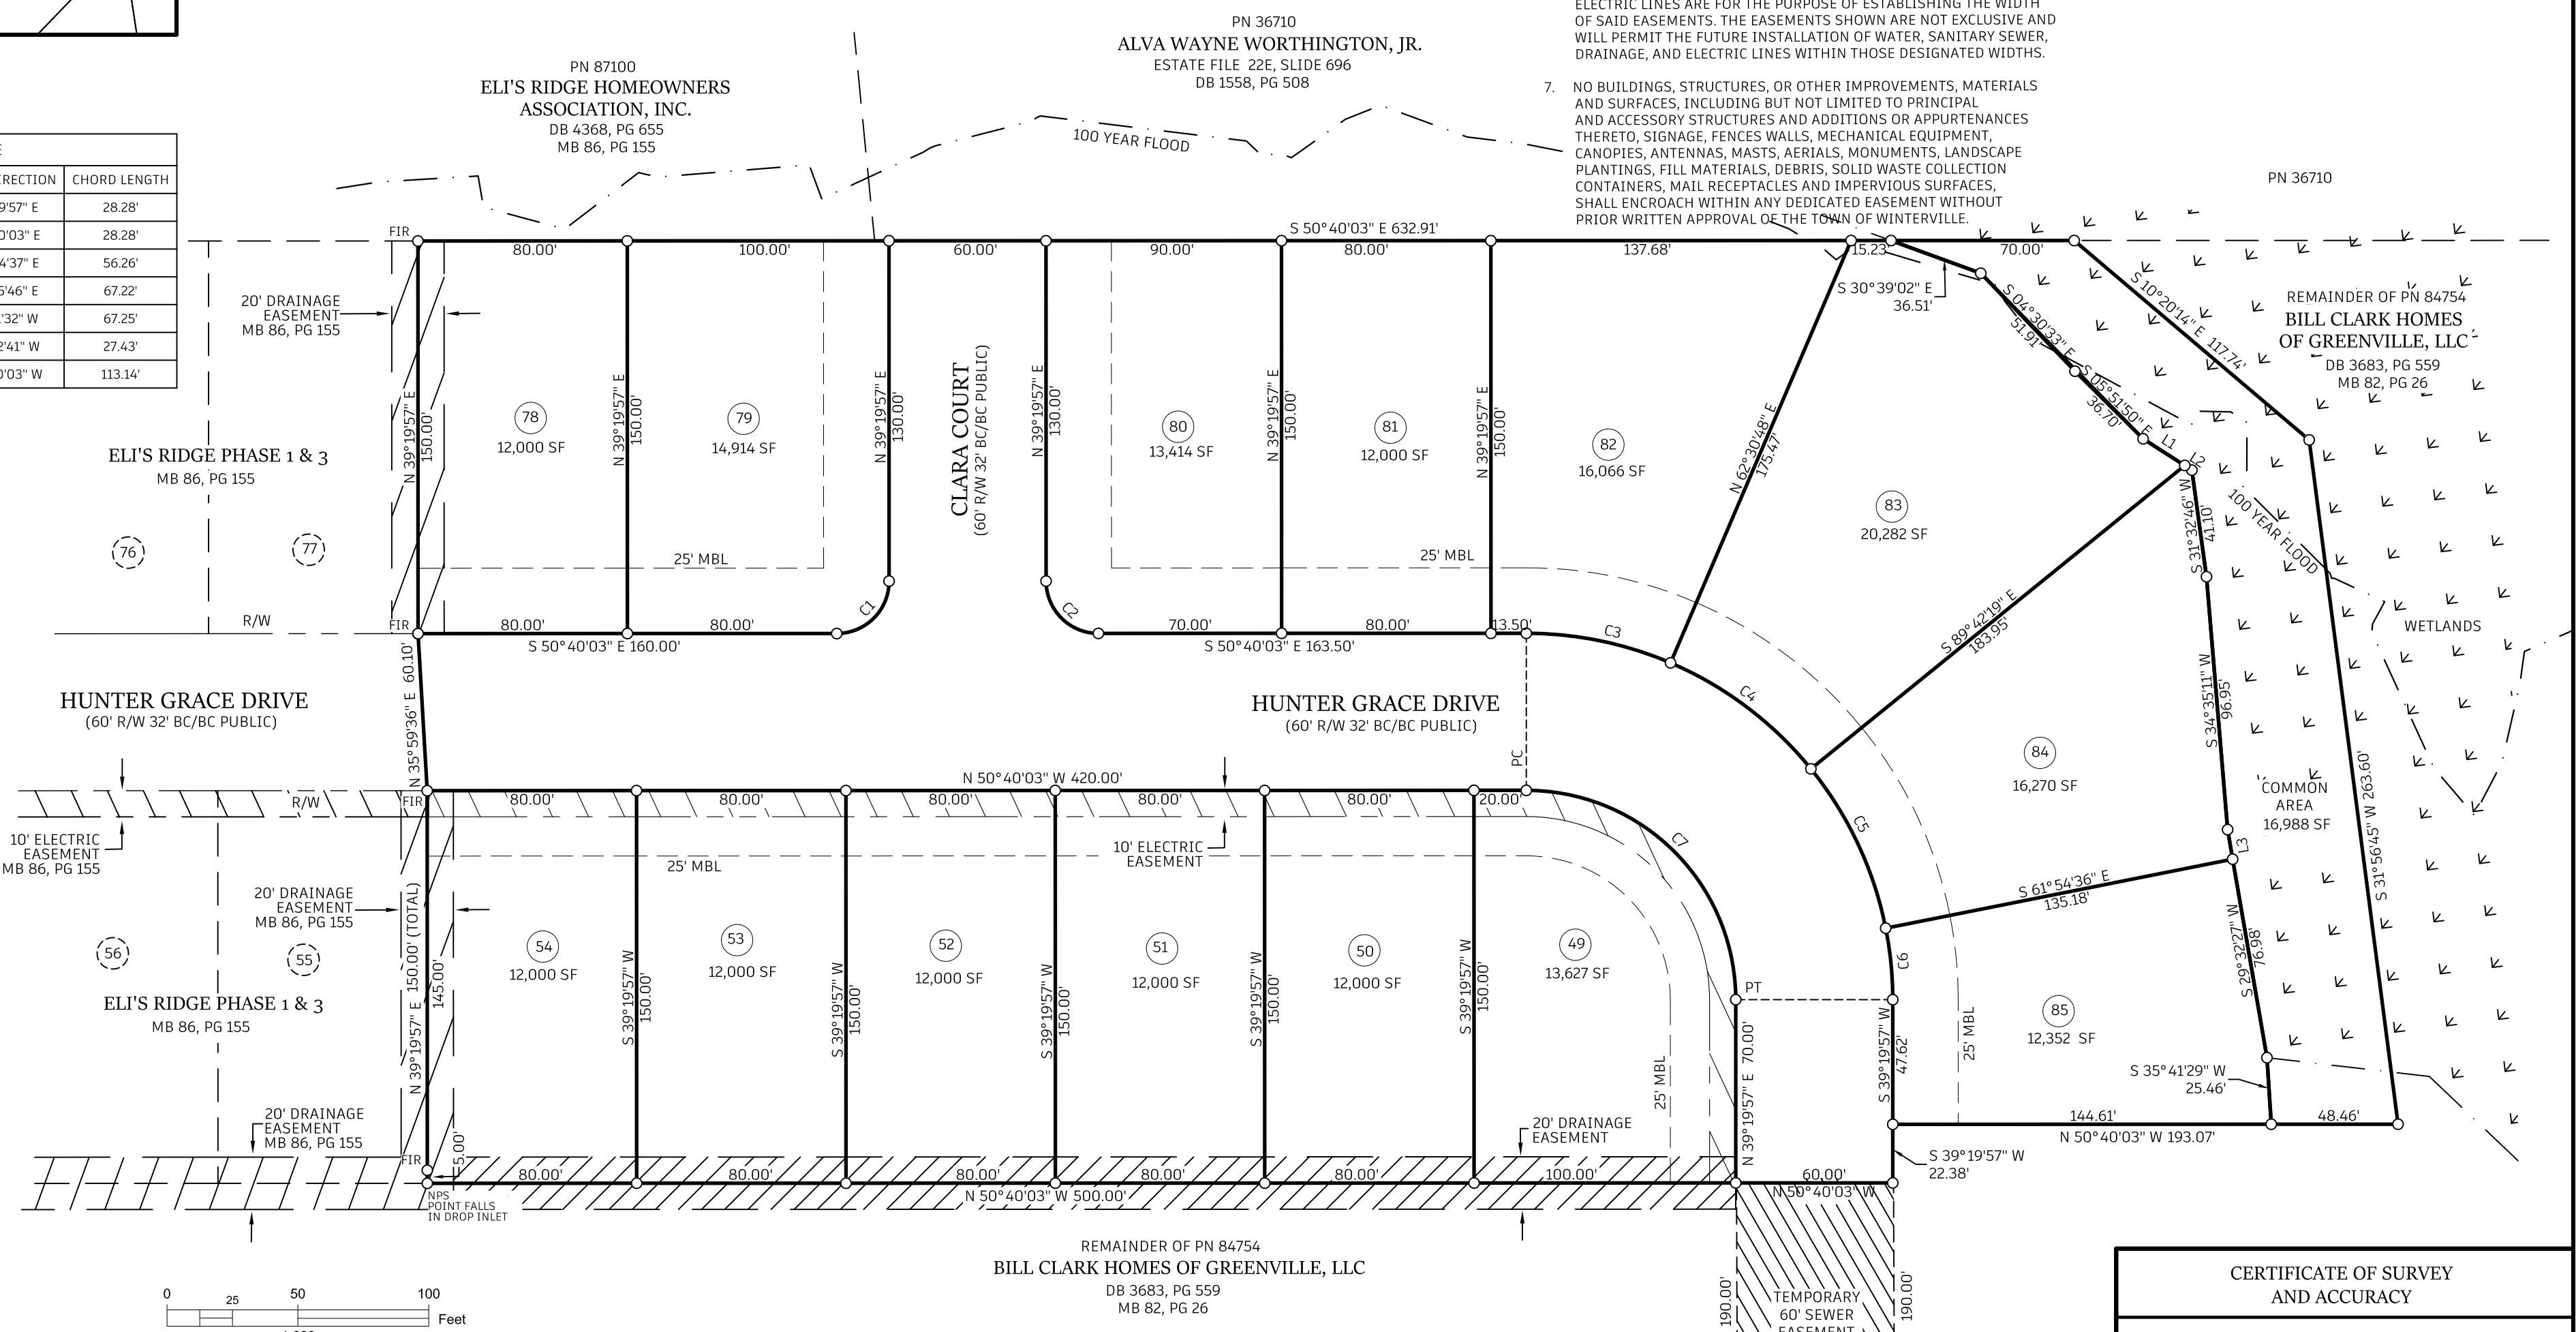 ELECTRIC LINES ARE FOR THE PURPOSE OF ESTABLISHING THE WIDTH
OF SAID EASEMENTS. THE EASEMENTS SHOWN ARE NOT EXCLUSIVE AND
WILL PERMIT THE FUTURE INSTALLATION OF WATER, SANITARY SEWER,
DRAINAGE, AND ELECTRIC LINES WITHIN THOSE DESIGNATED WIDTHS.
7. NO BUILDINGS, STRUCTURES, OR OTHER IMPROVEMENTS, MATERIALS
AND SURFACES, INCLUDING BUT NOT LIMITED TO PRINCIPAL
AND ACCESSORY STRUCTURES AND ADDITIONS OR APPURTENANCES
THERETO, SIGNAGE, FENCES WALLS, MECHANICAL EQUIPMENT,
CANOPIES, ANTENNAS, MASTS, AERIALS, MONUMENTS, LANDSCAPE
PLANTINGS, FILL MATERIALS, DEBRIS, SOLID WASTE COLLECTION
CONTAINERS, MAIL RECEPTACLES AND IMPERVIOUS SURFACES,
SHALL ENCROACH WITHIN ANY DEDICATED EASEMENT WITHOUT
PRIOR WRITTEN APPROVAL OF THE TOWN OF WINTERVILLE.
PN 36710
ALVA WAYNE WORTHINGTON, JR.
ESTATE FILE 22E, SLIDE 696
DB 1558, PG 508
PN 87100
ELI'S RIDGE HOMEOWNERS
ASSOCIATION, INC.
DB 4368, PG 655
MB 86, PG 155
100 YEAR FLOOD
PN 36710
E
RECTION CHORD LENGTH
9'57" E 28.28'
0'03" E 28.28'
4'37" E 56.26'
5'46" E 67.22'
'32" W 67.25'
2'41" W 27.43'
0'03" W 113.14'
FIR
S 50°40'03" E 632.91'
80.00'
100.00'
60.00'
90.00'
80.00'
137.68'
15.23'
70.00'
20' DRAINAGE
EASEMENT
MB 86, PG 155
S 30°39'02" E
36.51'
S 04°30'33" E
51.91'
S 05°51'50" E
36.70'
L1
L2
S 10°20'14" E 117.74'
REMAINDER OF PN 84754
BILL CLARK HOMES
OF GREENVILLE, LLC
DB 3683, PG 559
MB 82, PG 26
ELI'S RIDGE PHASE 1 & 3
MB 86, PG 155
76
77
R/W
FIR
N 39°19'57" E
150.00'
78
12,000 SF
N 39°19'57" E
150.00'
79
14,914 SF
N 39°19'57" E
130.00'
CLARA COURT
(60' R/W 32' BC/BC PUBLIC)
N 39°19'57" E
130.00'
80
13,414 SF
N 39°19'57" E
150.00'
81
12,000 SF
N 39°19'57" E
150.00'
82
16,066 SF
N 62°30'48" E
175.47'
83
20,282 SF
S 89°42'19" E
183.95'
25' MBL
25' MBL
C1
C2
80.00'
80.00'
S 50°40'03" E 160.00'
70.00'
80.00'
13.50'
S 50°40'03" E 163.50'
C3
C4
C5
C6
S 31°32'46" W
41.10'
100 YEAR FLOOD
WETLANDS
S 34°35'11" W
96.95'
84
16,270 SF
COMMON
AREA
16,988 SF
S 31°56'45" W 263.60'
L3
S 61°54'36" E
135.18'
S 29°32'27" W
76.98'
85
12,352 SF
S 35°41'29" W
25.46'
25' MBL
144.61'
48.46'
N 50°40'03" W 193.07'
HUNTER GRACE DRIVE
(60' R/W 32' BC/BC PUBLIC)
N 35°59'36" E 60.10'
HUNTER GRACE DRIVE
(60' R/W 32' BC/BC PUBLIC)
PC
N 50°40'03" W 420.00'
R/W
FIR
80.00'
80.00'
80.00'
80.00'
80.00'
20.00'
C7
10' ELECTRIC
EASEMENT
MB 86, PG 155
10' ELECTRIC
EASEMENT
25' MBL
20' DRAINAGE
EASEMENT
MB 86, PG 155
56
55
ELI'S RIDGE PHASE 1 & 3
MB 86, PG 155
20' DRAINAGE
EASEMENT
MB 86, PG 155
N 39°19'57" E 150.00' (TOTAL)
145.00'
54
12,000 SF
S 39°19'57" W
150.00'
53
12,000 SF
S 39°19'57" W
150.00'
52
12,000 SF
S 39°19'57" W
150.00'
51
12,000 SF
S 39°19'57" W
150.00'
50
12,000 SF
S 39°19'57" W
150.00'
49
13,627 SF
25' MBL
PT
N 39°19'57" E 70.00'
S 39°19'57" W
47.62'
S 39°19'57" W
22.38'
20' DRAINAGE
EASEMENT
FIR
5.00'
NPS
POINT FALLS
IN DROP INLET
80.00'
80.00'
80.00'
80.00'
80.00'
100.00'
60.00'
N 50°40'03" W 500.00'
N 50°40'03" W
REMAINDER OF PN 84754
BILL CLARK HOMES OF GREENVILLE, LLC
DB 3683, PG 559
MB 82, PG 26
190.00'
TEMPORARY
60' SEWER
EASEMENT
190.00'
0 25 50 100
Feet
CERTIFICATE OF SURVEY
AND ACCURACY